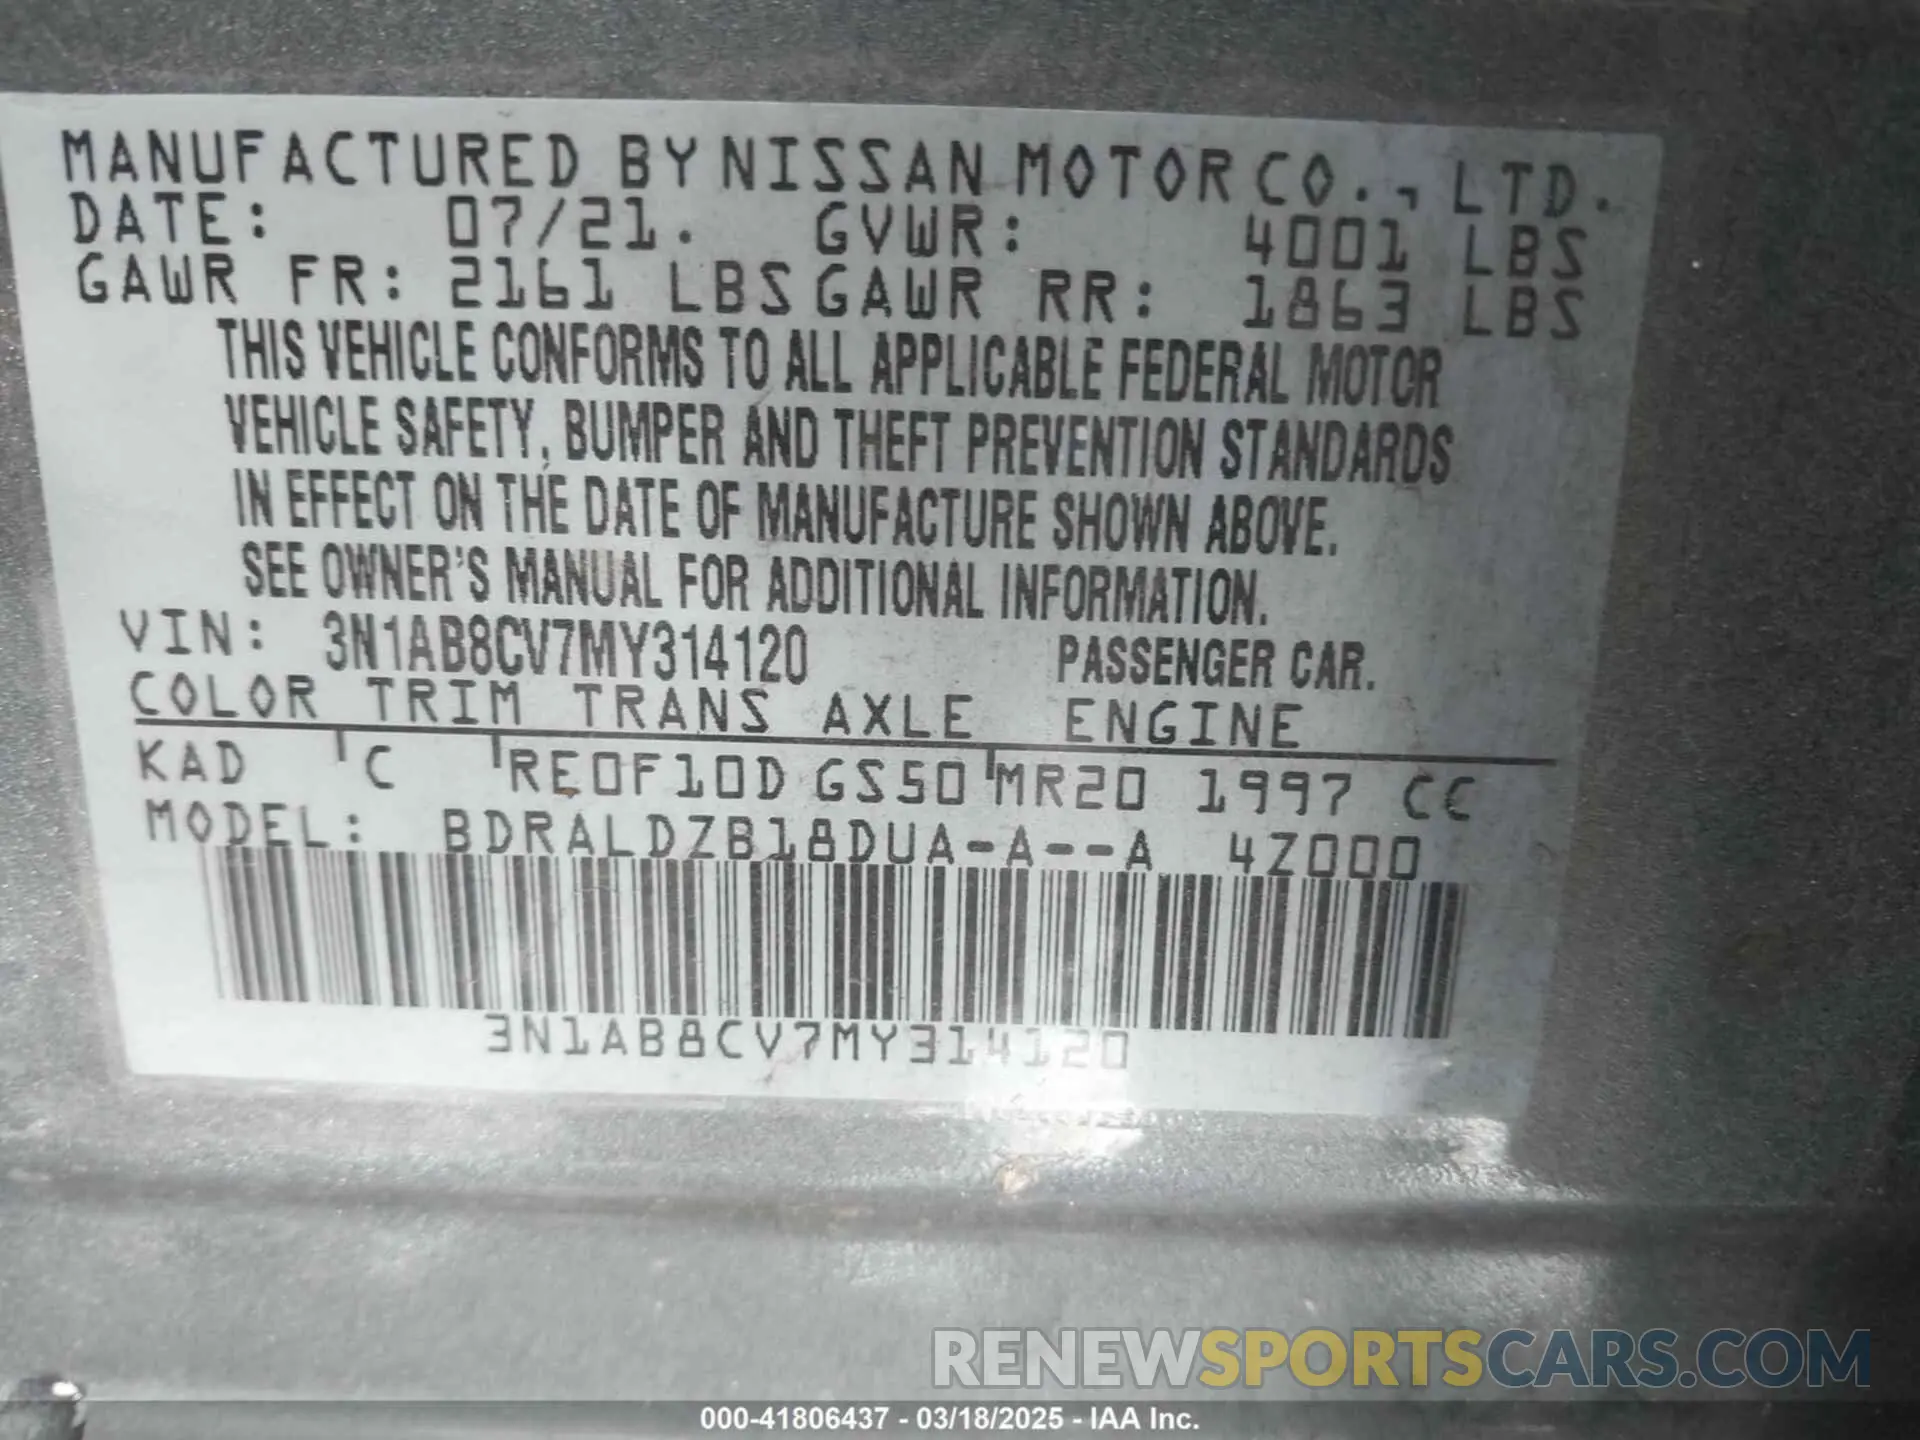 MANUFACTURED BY NISSAN MOTOR CO., LTD.
DATE: 07/21. GVWR: 4001 LBS
GAWR FR: 2161 LBS GAWR RR: 1863 LBS
THIS VEHICLE CONFORMS TO ALL APPLICABLE FEDERAL MOTOR
VEHICLE SAFETY, BUMPER AND THEFT PREVENTION STANDARDS
IN EFFECT ON THE DATE OF MANUFACTURE SHOWN ABOVE.
SEE OWNER'S MANUAL FOR ADDITIONAL INFORMATION.
VIN: 3N1AB8CV7MY314120 PASSENGER CAR.
COLOR TRIM TRANS AXLE ENGINE
KAD C RE0F10D GS50 MR20 1997 CC
MODEL: BDRALDZB18DUA-A--A 4Z000
3N1AB8CV7MY314120
RENEWSPORTSCARS.COM
000-41806437 - 03/18/2025 - IAA Inc.